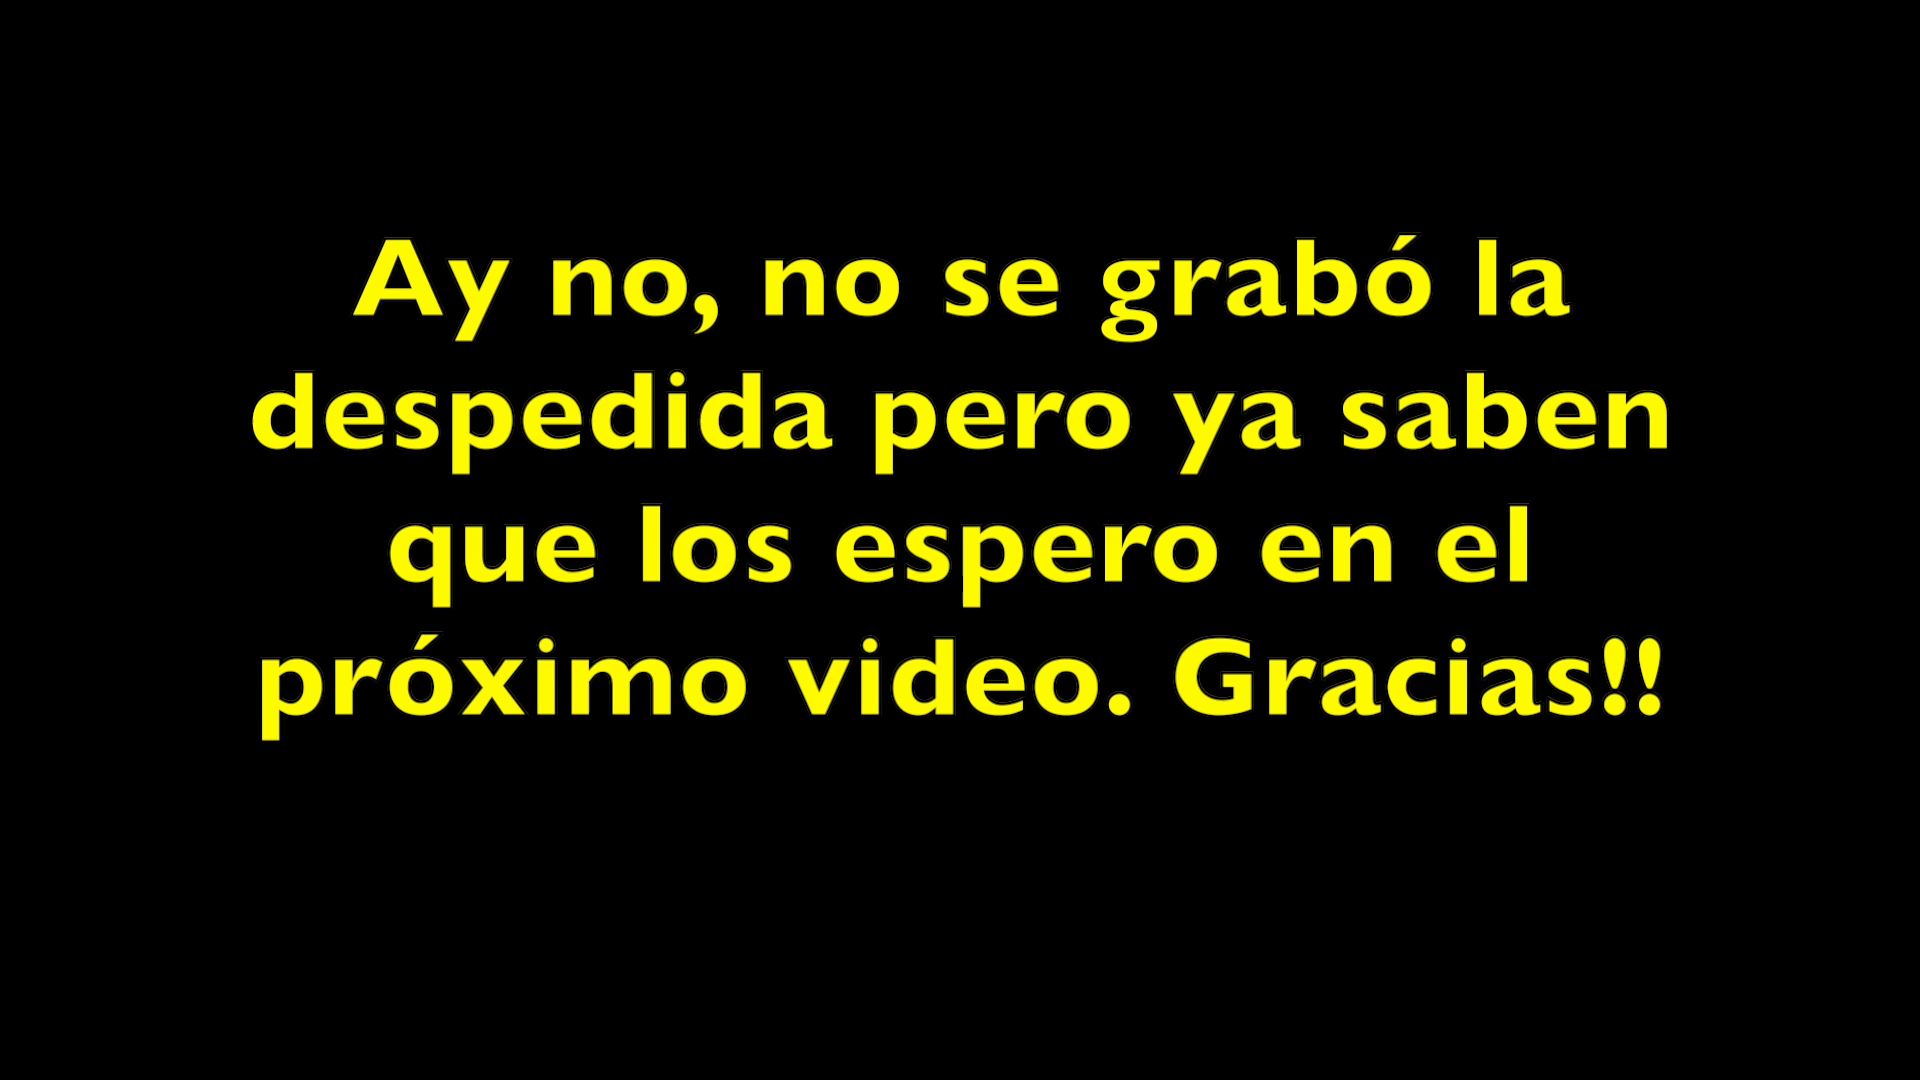 Ay no, no se grabó la
despedida pero ya saben
que los espero en el
próximo video. Gracias!!